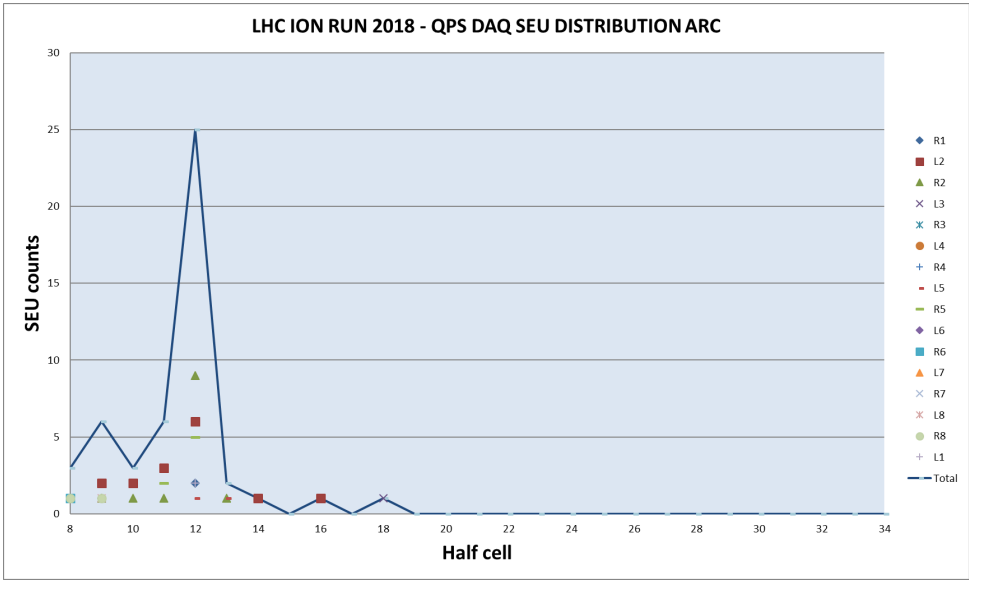 LHC ION RUN 2018 - QPS DAQ SEU DISTRIBUTION ARC
30
25
20
15
10
5
0
SEU counts
8 10 12 14 16 18 20 22 24 26 28 30 32 34
Half cell
R1
L2
R2
L3
R3
L4
R4
L5
R5
L6
R6
L7
R7
L8
R8
L1
Total